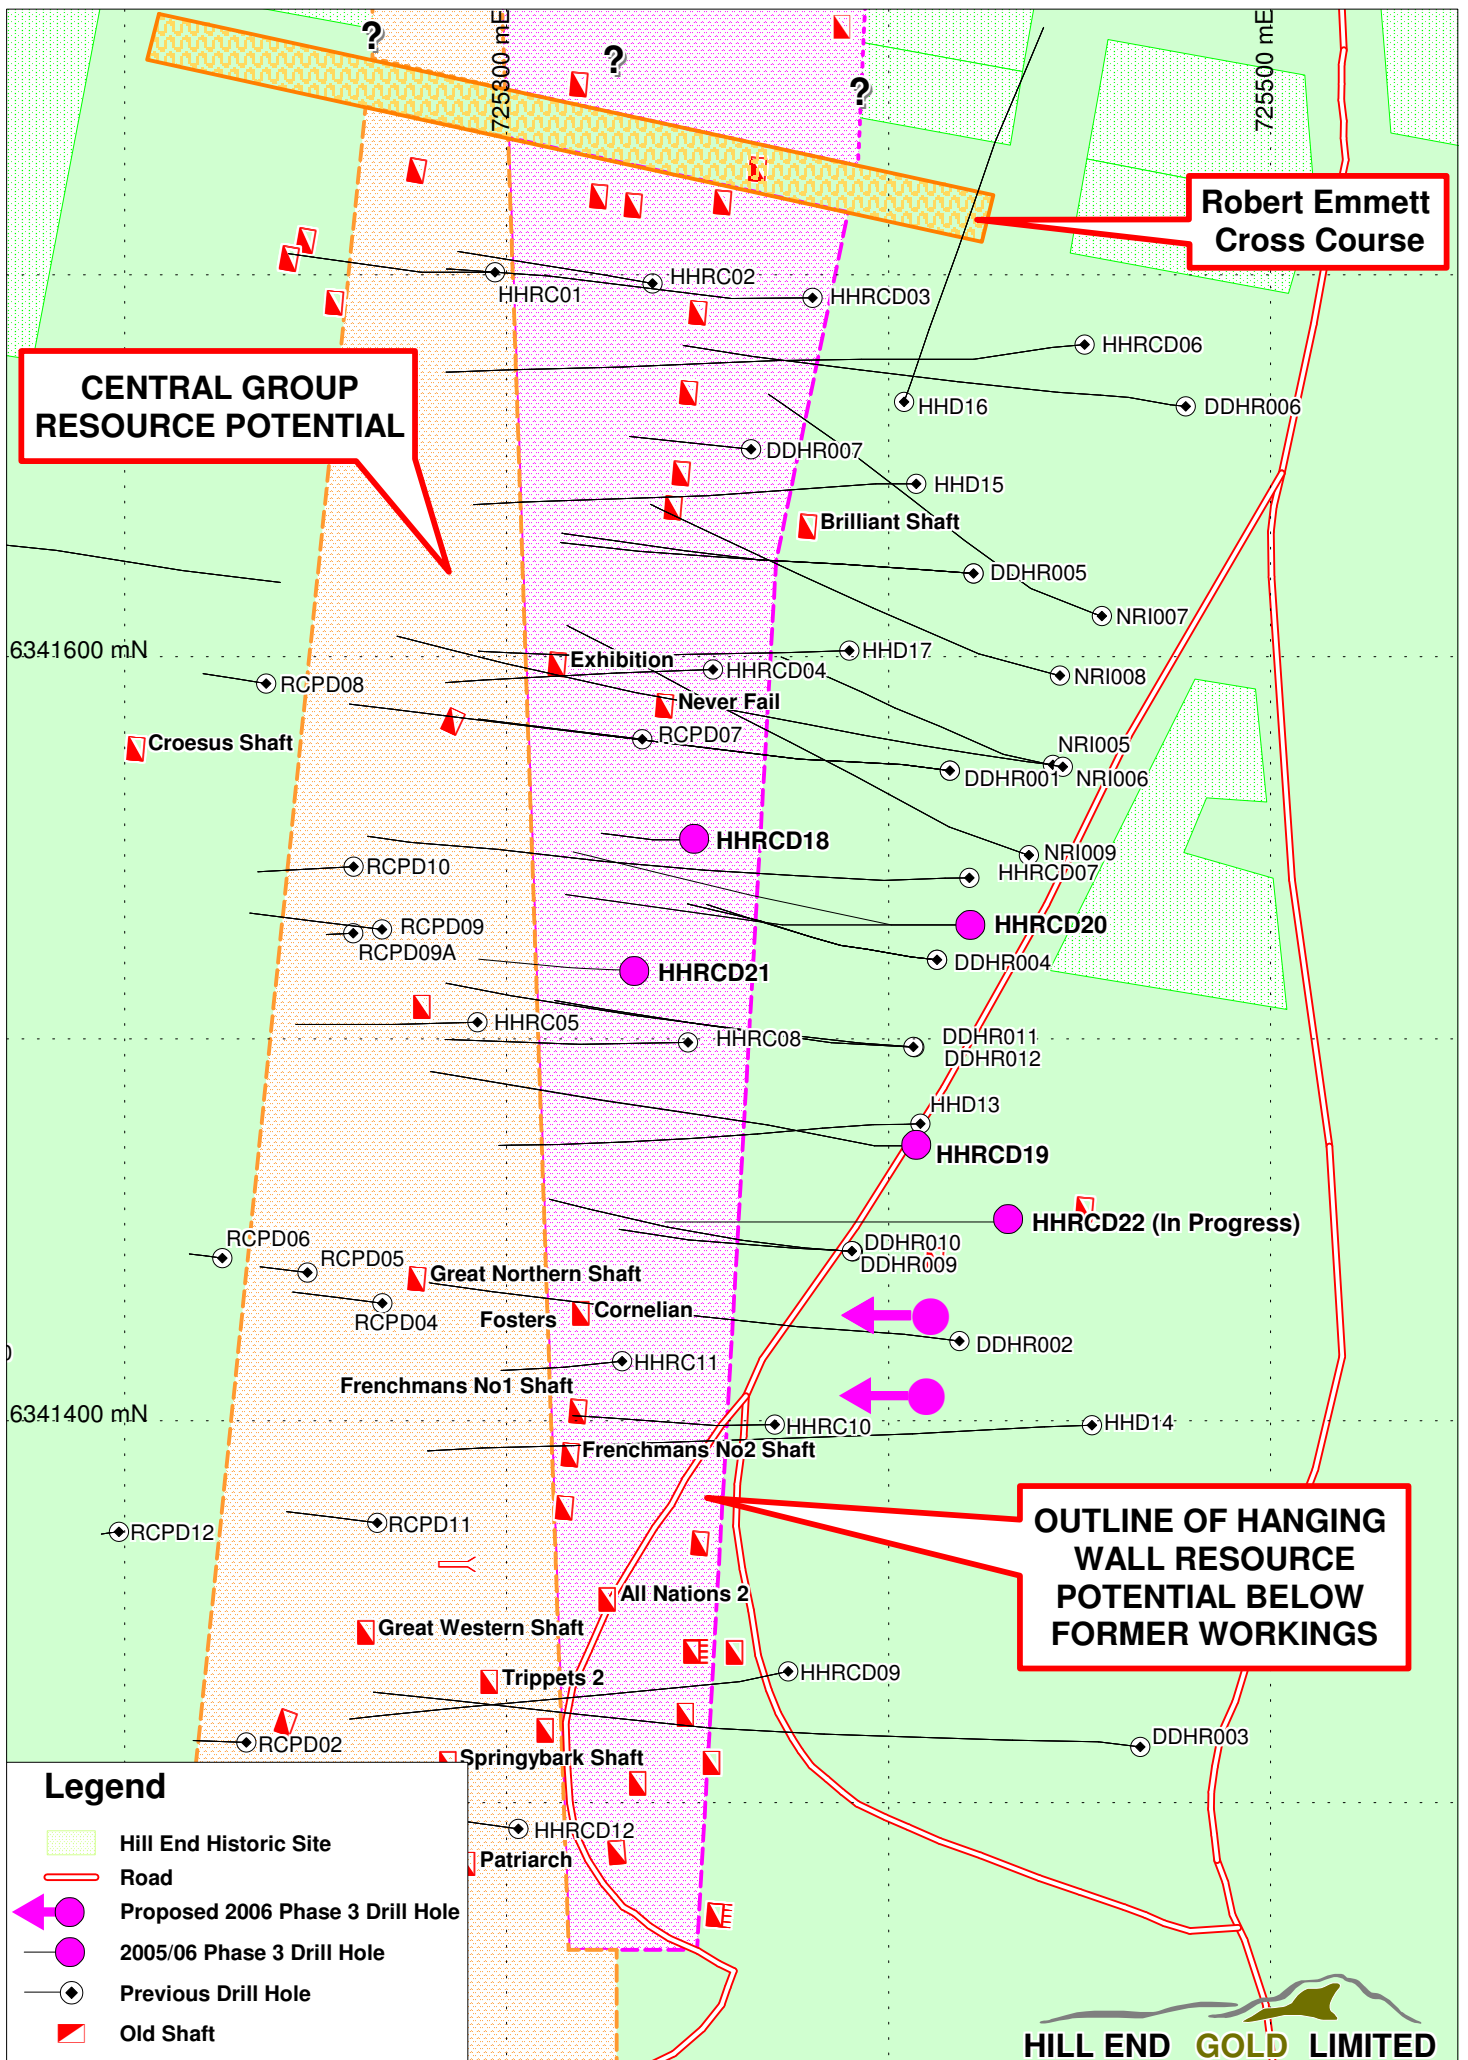 ?
?
?
725300 mE
725500 mE
Robert Emmett
Cross Course
HHRC01
HHRC02
HHRCD03
HHRCD06
CENTRAL GROUP
RESOURCE POTENTIAL
HHD16
DDHR006
DDHR007
HHD15
Brilliant Shaft
DDHR005
NRI007
6341600 mN
Exhibition
HHD17
HHRCD04
NRI008
RCPD08
Never Fail
Croesus Shaft
RCPD07
NRI005
DDHR001
NRI006
HHRCD18
NRI009
RCPD10
HHRCD07
RCPD09
HHRCD20
RCPD09A
DDHR004
HHRCD21
HHRC05
HHRC08
DDHR011
DDHR012
HHD13
HHRCD19
HHRCD22 (In Progress)
RCPD06
RCPD05
DDHR010
DDHR009
Great Northern Shaft
RCPD04
Fosters
Cornelian
DDHR002
0
HHRC11
Frenchmans No1 Shaft
6341400 mN
HHRC10
HHD14
Frenchmans No2 Shaft
RCPD12
RCPD11
OUTLINE OF HANGING
WALL RESOURCE
POTENTIAL BELOW
FORMER WORKINGS
All Nations 2
Great Western Shaft
Trippets 2
HHRCD09
RCPD02
DDHR003
Springybark Shaft
HHRCD12
Patriarch
Legend
Hill End Historic Site
Road
Proposed 2006 Phase 3 Drill Hole
2005/06 Phase 3 Drill Hole
Previous Drill Hole
Old Shaft
HILL END GOLD LIMITED